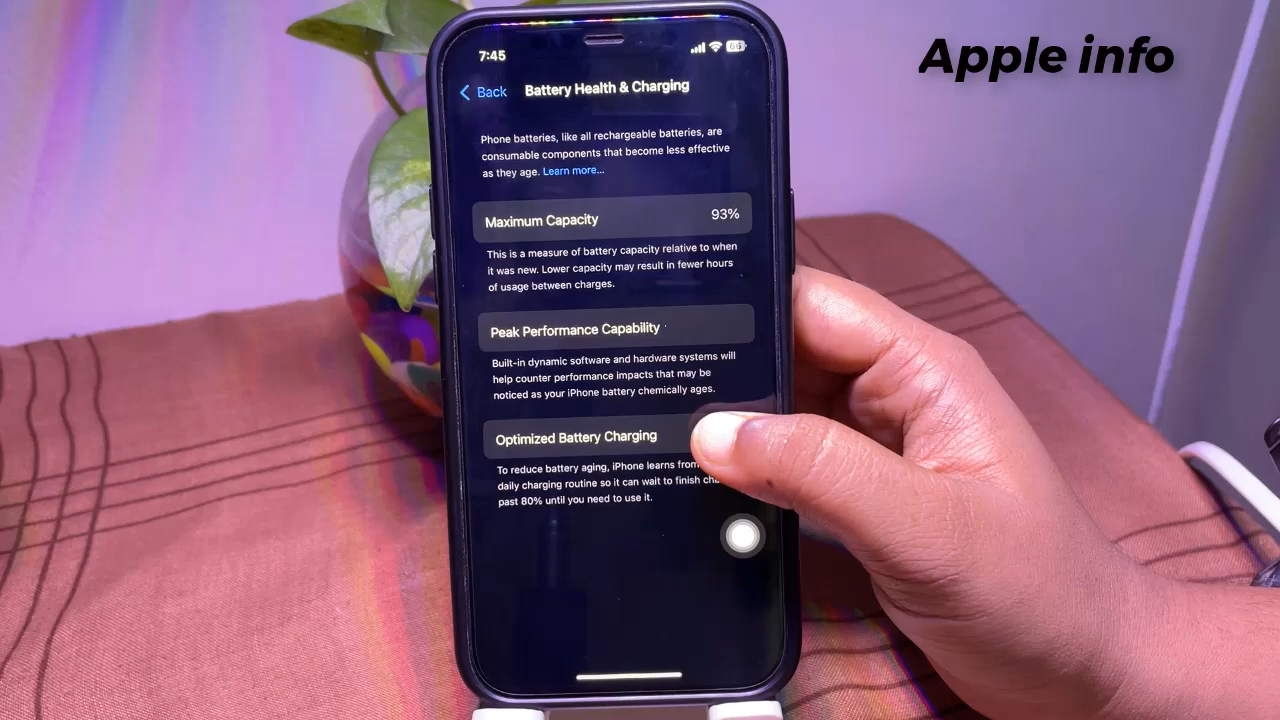 Apple info
7:45
66
Back
Battery Health & Charging
Phone batteries, like all rechargeable batteries, are
consumable components that become less effective
as they age. Learn more...
Maximum Capacity 93%
This is a measure of battery capacity relative to when
it was new. Lower capacity may result in fewer hours
of usage between charges.
Peak Performance Capability
Built-in dynamic software and hardware systems will
help counter performance impacts that may be
noticed as your iPhone battery chemically ages.
Optimized Battery Charging
To reduce battery aging, iPhone learns from
daily charging routine so it can wait to finish
past 80% until you need to use it.